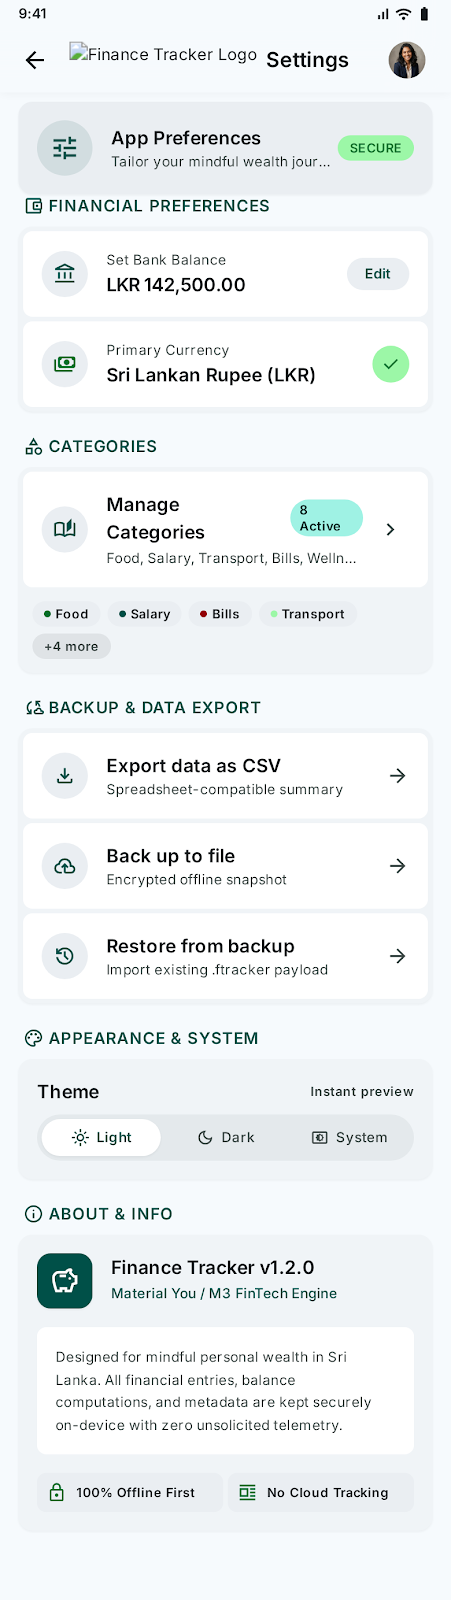 9:41
Finance Tracker Logo
Settings
App Preferences
Tailor your mindful wealth jour...
SECURE
FINANCIAL PREFERENCES
Set Bank Balance
LKR 142,500.00
Edit
Primary Currency
Sri Lankan Rupee (LKR)
CATEGORIES
Manage
Categories
8
Active
Food, Salary, Transport, Bills, Welln...
Food
Salary
Bills
Transport
+4 more
BACKUP & DATA EXPORT
Export data as CSV
Spreadsheet-compatible summary
Back up to file
Encrypted offline snapshot
Restore from backup
Import existing .ftracker payload
APPEARANCE & SYSTEM
Theme
Instant preview
Light
Dark
System
ABOUT & INFO
Finance Tracker v1.2.0
Material You / M3 FinTech Engine
Designed for mindful personal wealth in Sri
Lanka. All financial entries, balance
computations, and metadata are kept securely
on-device with zero unsolicited telemetry.
100% Offline First
No Cloud Tracking